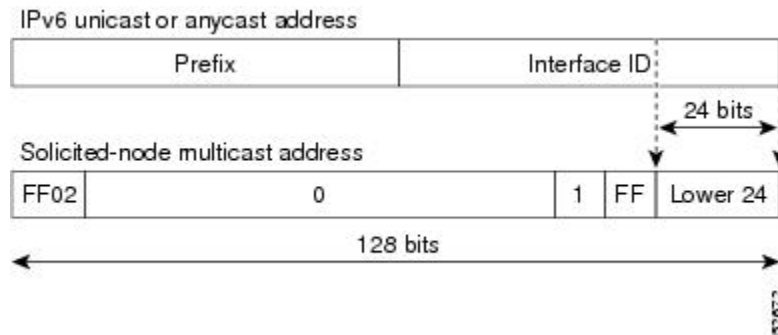 IPv6 unicast or anycast address
Prefix Interface ID
24 bits
Solicited-node multicast address
FF02 0 1 FF Lower 24
128 bits